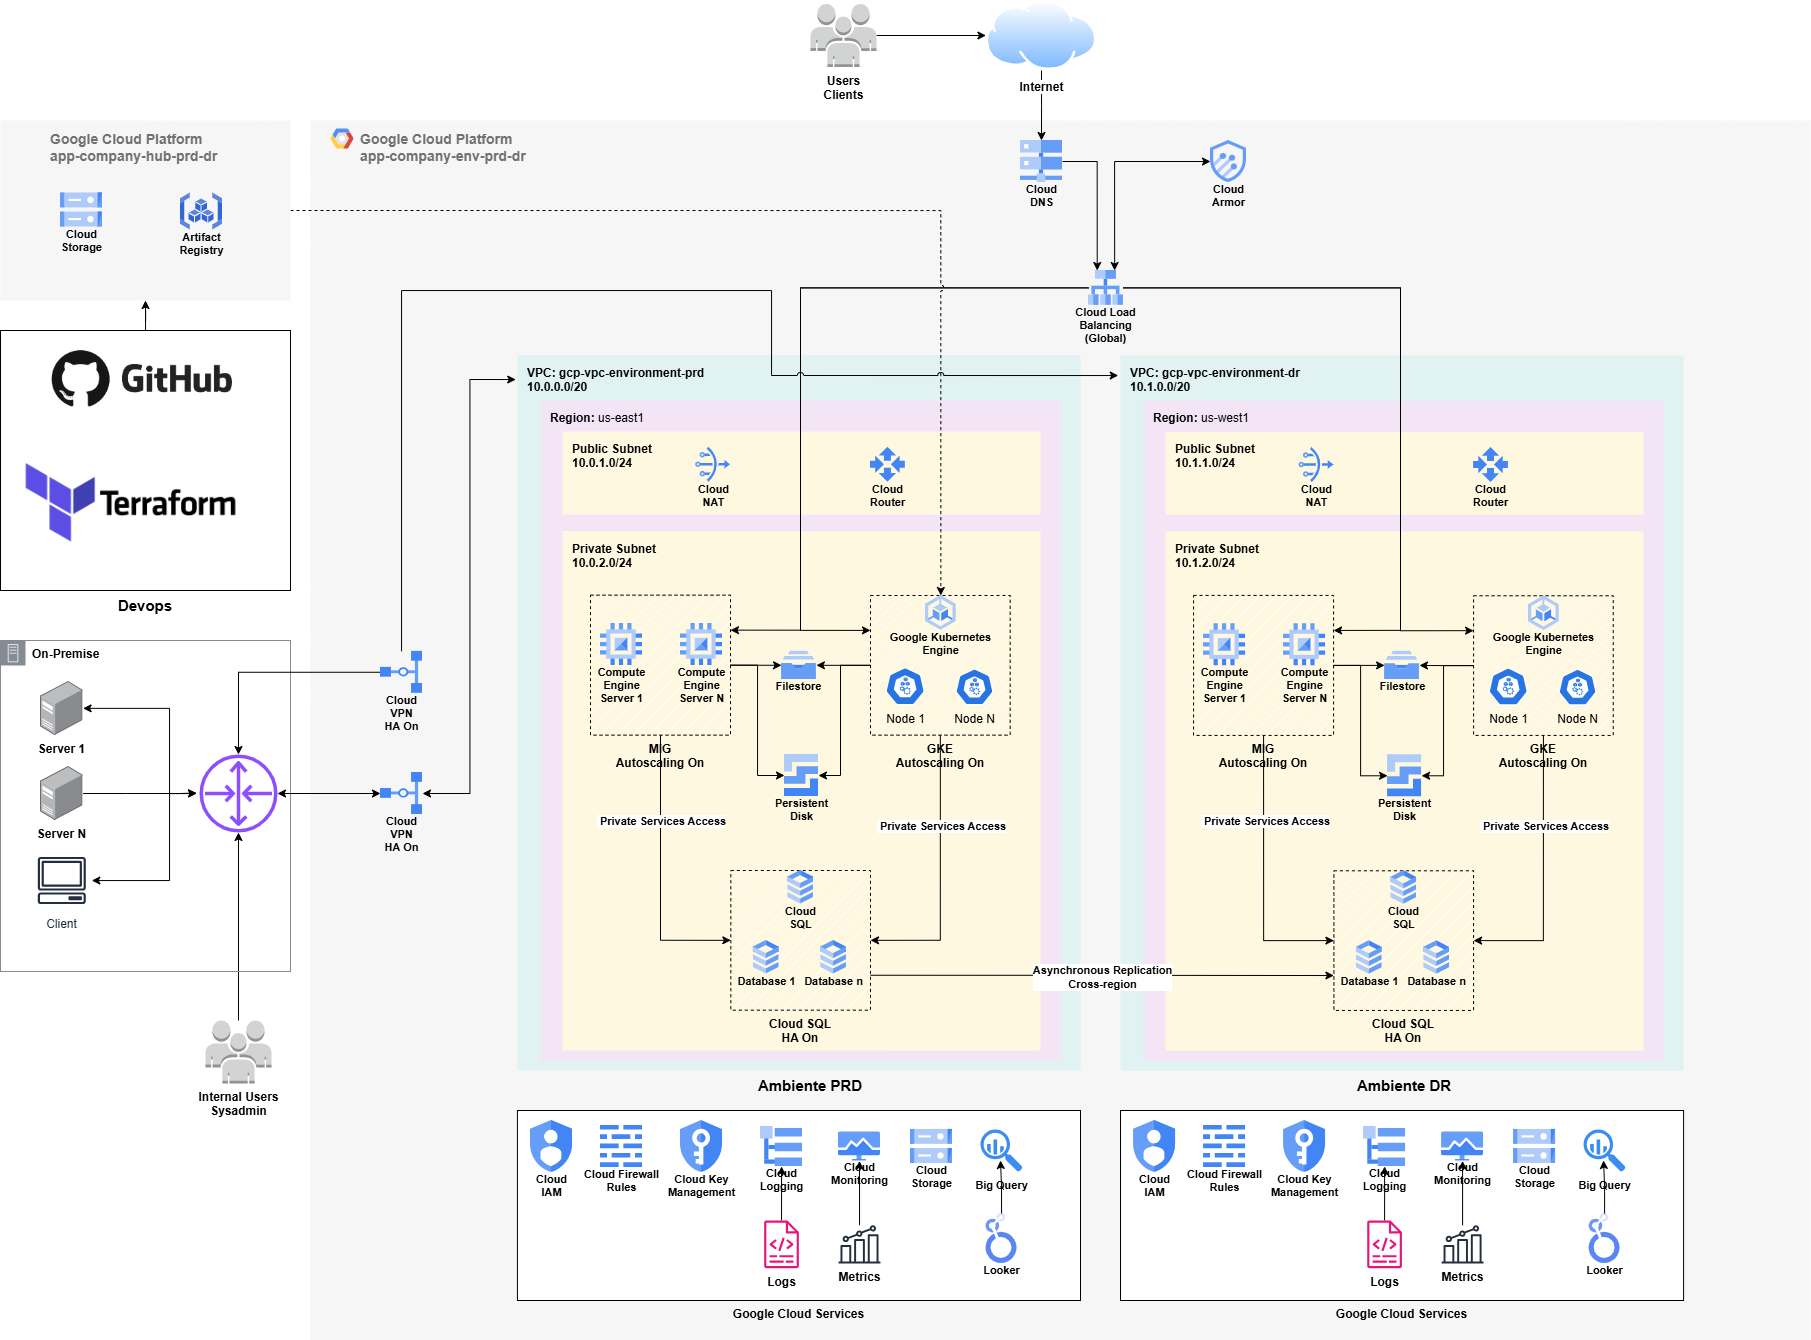 Users
Clients
Internet
Google Cloud Platform
app-company-hub-prd-dr
Cloud
Storage
Artifact
Registry
Google Cloud Platform
app-company-env-prd-dr
Cloud
DNS
Cloud
Armor
Cloud Load
Balancing
(Global)
GitHub
Terraform
Devops
On-Premise
Server 1
Server N
Client
Internal Users
Sysadmin
Cloud
VPN
HA On
Cloud
VPN
HA On
VPC: gcp-vpc-environment-prd
10.0.0.0/20
Region: us-east1
Public Subnet
10.0.1.0/24
Cloud
NAT
Cloud
Router
Private Subnet
10.0.2.0/24
Compute
Engine
Server 1
Compute
Engine
Server N
MIG
Autoscaling On
Filestore
Google Kubernetes
Engine
Node 1
Node N
GKE
Autoscaling On
Persistent
Disk
Private Services Access
Private Services Access
Cloud
SQL
Database 1
Database n
Cloud SQL
HA On
Asynchronous Replication
Cross-region
Ambiente PRD
VPC: gcp-vpc-environment-dr
10.1.0.0/20
Region: us-west1
Public Subnet
10.1.1.0/24
Cloud
NAT
Cloud
Router
Private Subnet
10.1.2.0/24
Compute
Engine
Server 1
Compute
Engine
Server N
MIG
Autoscaling On
Filestore
Google Kubernetes
Engine
Node 1
Node N
GKE
Autoscaling On
Persistent
Disk
Private Services Access
Private Services Access
Cloud
SQL
Database 1
Database n
Cloud SQL
HA On
Ambiente DR
Cloud
IAM
Cloud Firewall
Rules
Cloud Key
Management
Cloud
Logging
Cloud
Monitoring
Cloud
Storage
Big Query
Logs
Metrics
Looker
Google Cloud Services
Cloud
IAM
Cloud Firewall
Rules
Cloud Key
Management
Cloud
Logging
Cloud
Monitoring
Cloud
Storage
Big Query
Logs
Metrics
Looker
Google Cloud Services